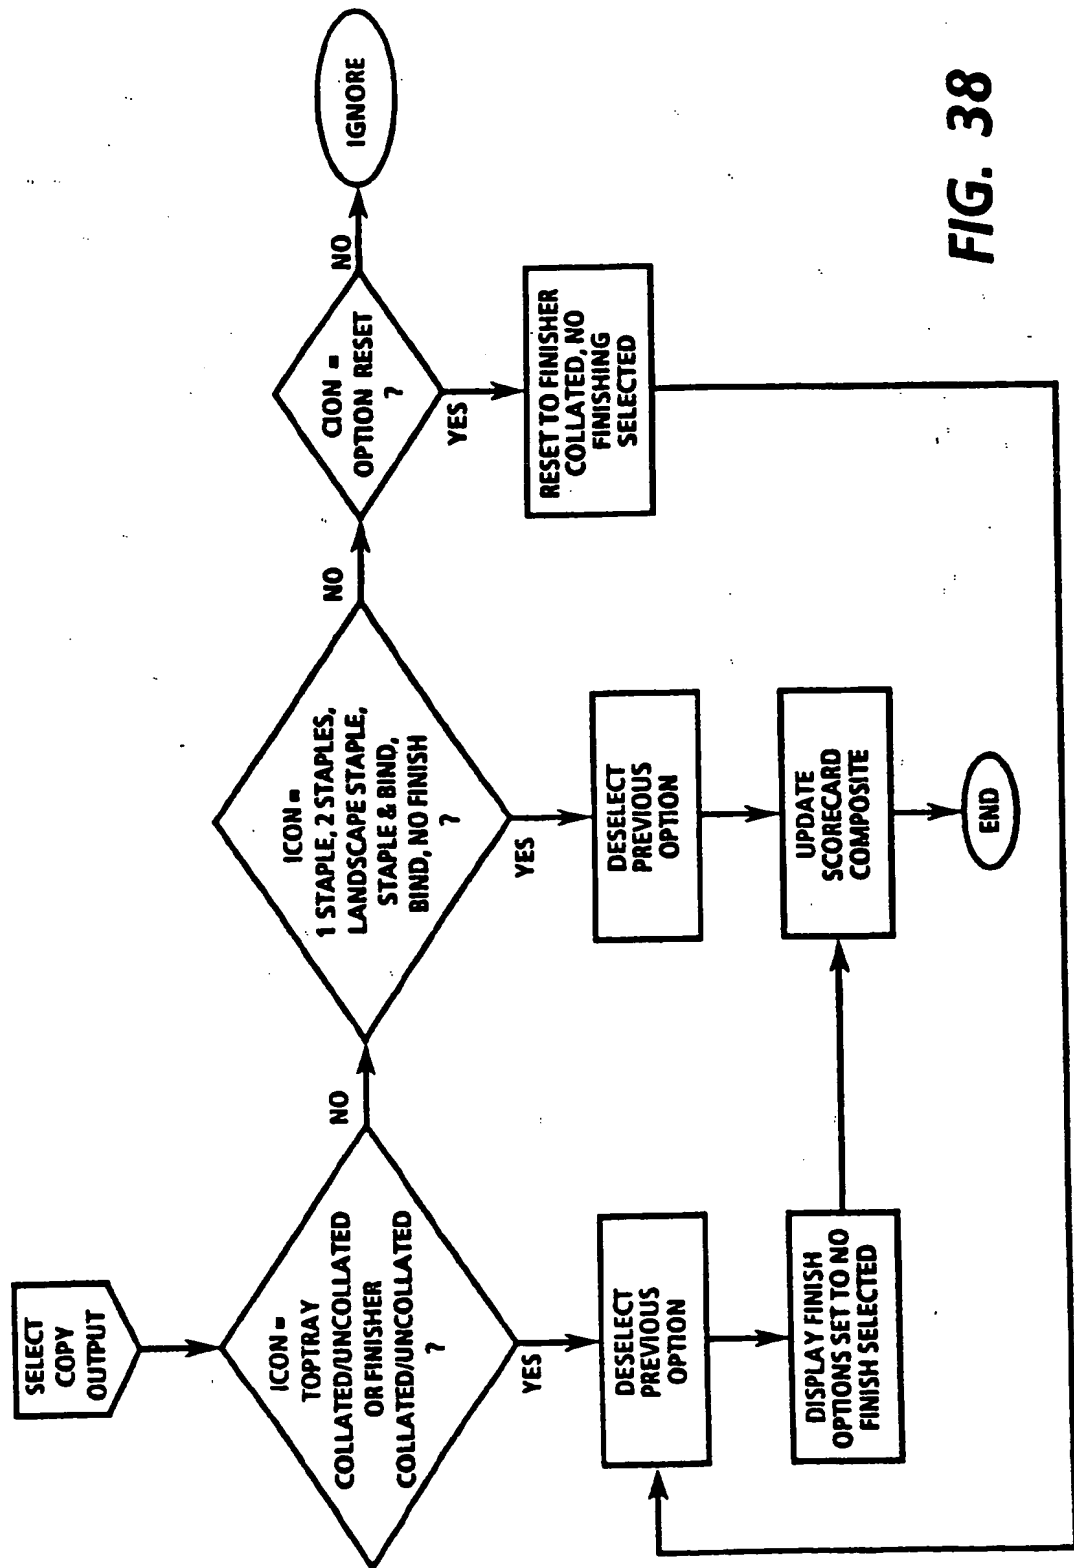 SELECT
COPY
OUTPUT
ICON =
TOPTRAY
COLLATED/UNCOLLATED
OR FINISHER
COLLATED/UNCOLLATED
?
NO
YES
DESELECT
PREVIOUS
OPTION
DISPLAY FINISH
OPTIONS SET TO NO
FINISH SELECTED
ICON =
1 STAPLE, 2 STAPLES,
LANDSCAPE STAPLE,
STAPLE & BIND,
BIND, NO FINISH
?
NO
YES
DESELECT
PREVIOUS
OPTION
UPDATE
SCORECARD
COMPOSITE
END
CION =
OPTION RESET
?
NO
YES
RESET TO FINISHER
COLLATED, NO
FINISHING
SELECTED
IGNORE
FIG. 38